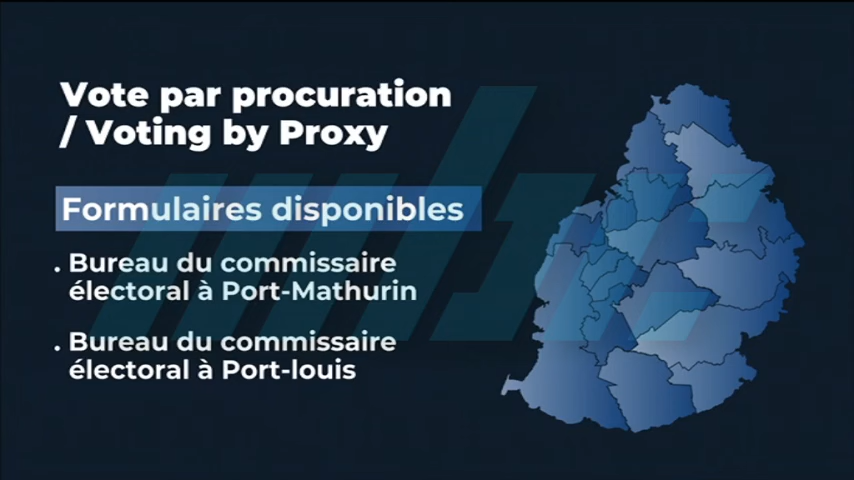 Vote par procuration
/ Voting by Proxy
Formulaires disponibles
. Bureau du commissaire
électoral à Port-Mathurin
. Bureau du commissaire
électoral à Port-louis
mbc